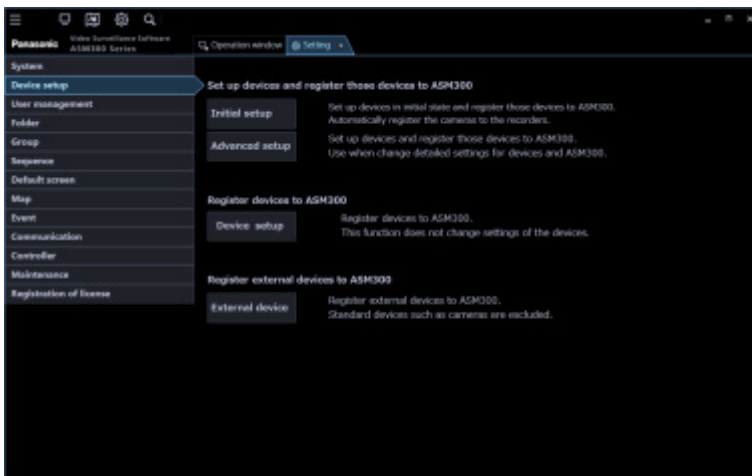 Panasonic
Video Surveillance Software
ASM300 Series
Operation window
Setting
System
Device setup
User management
Folder
Group
Sequence
Default screen
Map
Event
Communication
Controller
Maintenance
Registration of license
Set up devices and register those devices to ASM300
Initial setup
Set up devices in initial state and register those devices to ASM300.
Automatically register the cameras to the recorders.
Advanced setup
Set up devices and register those devices to ASM300.
Use when change detailed settings for devices and ASM300.
Register devices to ASM300
Device setup
Register devices to ASM300.
This function does not change settings of the devices.
Register external devices to ASM300
External device
Register external devices to ASM300.
Standard devices such as cameras are excluded.